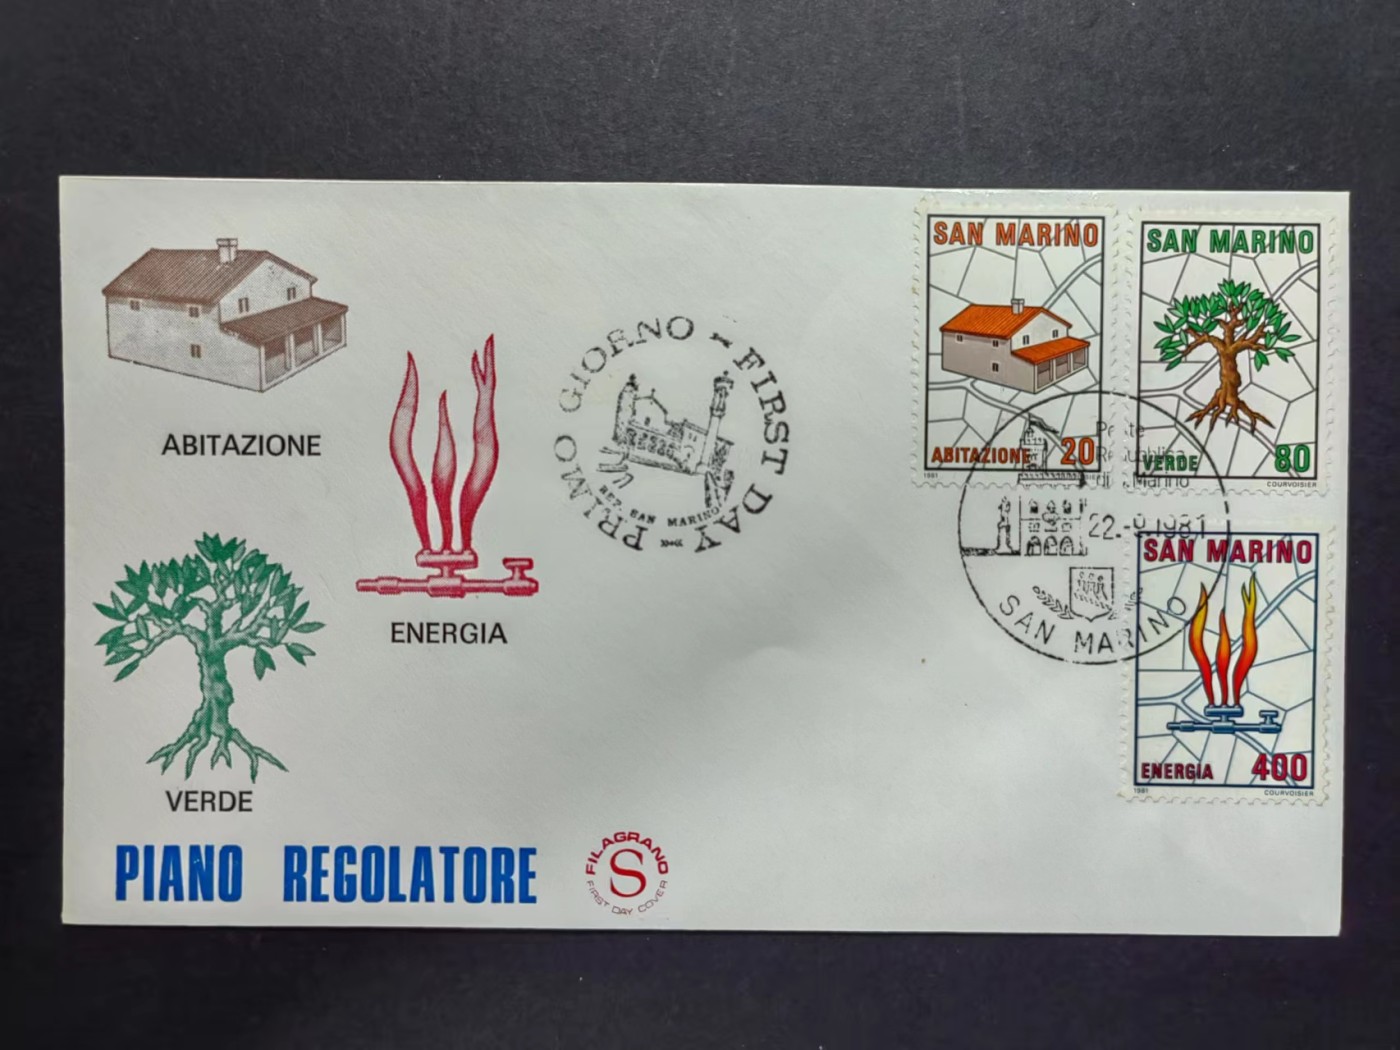 ABITAZIONE
ENERGIA
VERDE
PIANO REGOLATORE
FILAGRANO
S
FIRST DAY COVER
PRIMO GIORNO FIRST DAY
REP. SAN MARINO
SAN MARINO
ABITAZIONE 20
1981
SAN MARINO
VERDE 80
COURVOISIER
Poste
Repubblica
di S. Marino
22.-9.1981
SAN MARINO
SAN MARINO
ENERGIA 400
1981 COURVOISIER